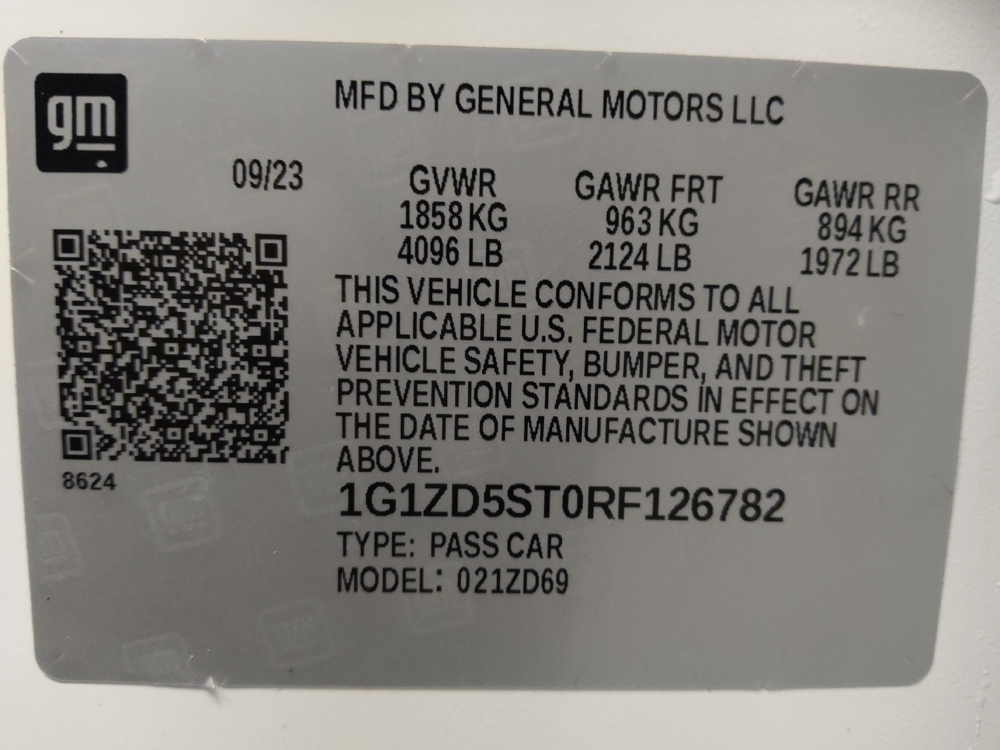 gm
MFD BY GENERAL MOTORS LLC
09/23
GVWR GAWR FRT GAWR RR
1858 KG 963 KG 894 KG
4096 LB 2124 LB 1972 LB
THIS VEHICLE CONFORMS TO ALL
APPLICABLE U.S. FEDERAL MOTOR
VEHICLE SAFETY, BUMPER, AND THEFT
PREVENTION STANDARDS IN EFFECT ON
THE DATE OF MANUFACTURE SHOWN
ABOVE.
8624
1G1ZD5ST0RF126782
TYPE: PASS CAR
MODEL: 021ZD69